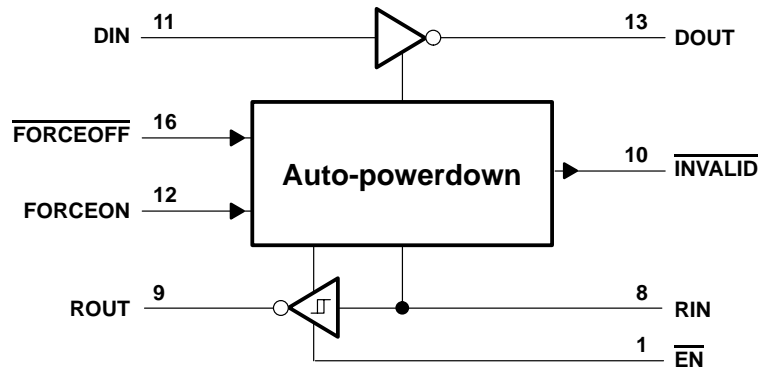 DIN 11 13 DOUT
FORCEOFF 16
Auto-powerdown
10 INVALID
FORCEON 12
ROUT 9 8 RIN
1 EN